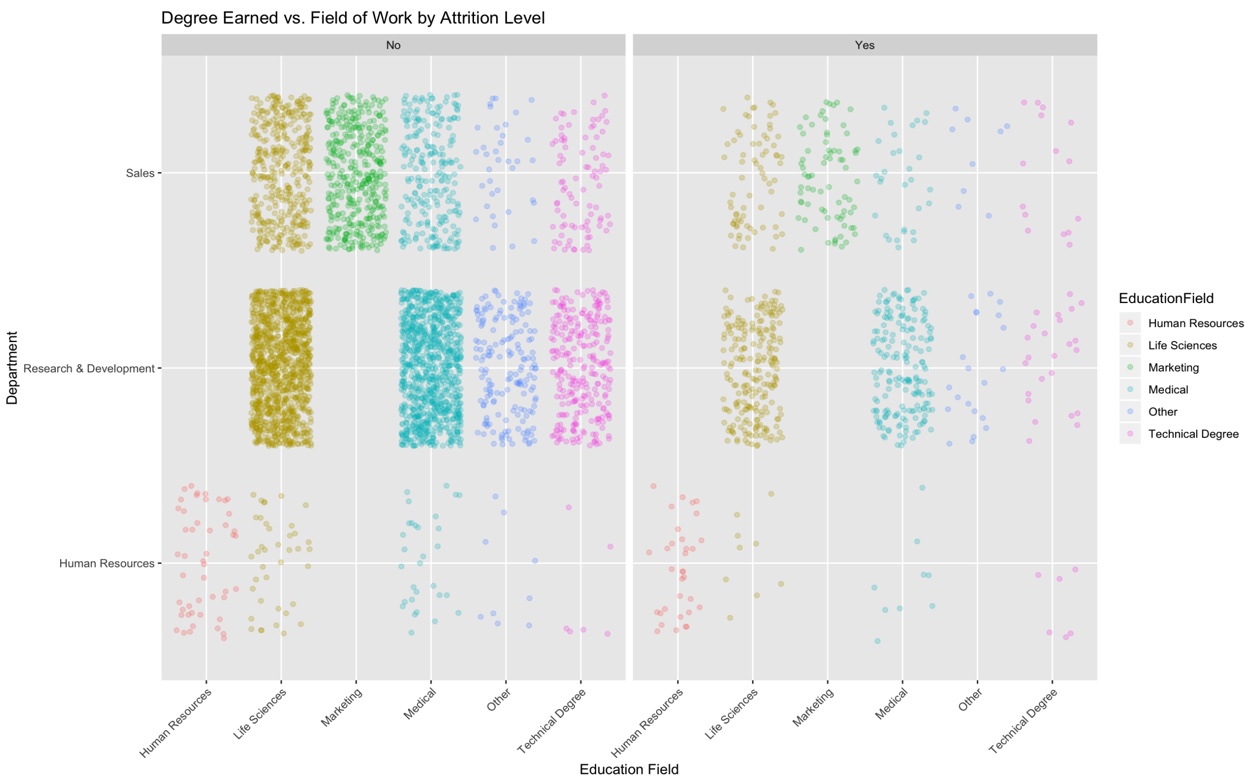 Degree Earned vs. Field of Work by Attrition Level
No
Yes
Department
Sales
Research & Development
Human Resources
Human Resources
Life Sciences
Marketing
Medical
Other
Technical Degree
Human Resources
Life Sciences
Marketing
Medical
Other
Technical Degree
Education Field
EducationField
Human Resources
Life Sciences
Marketing
Medical
Other
Technical Degree